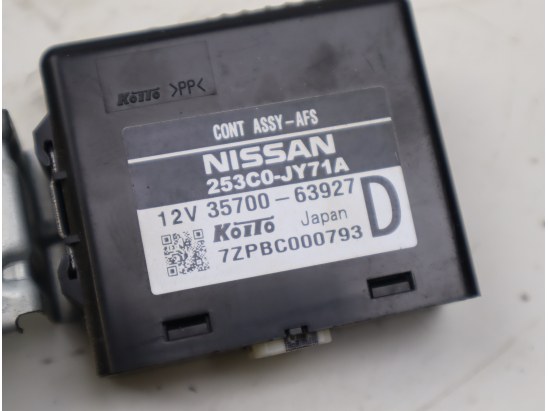 KOITO >PP<
CONT ASSY-AFS
NISSAN
253C0-JY71A
12V 35700-63927
KOITO Japan D
7ZPBC000793